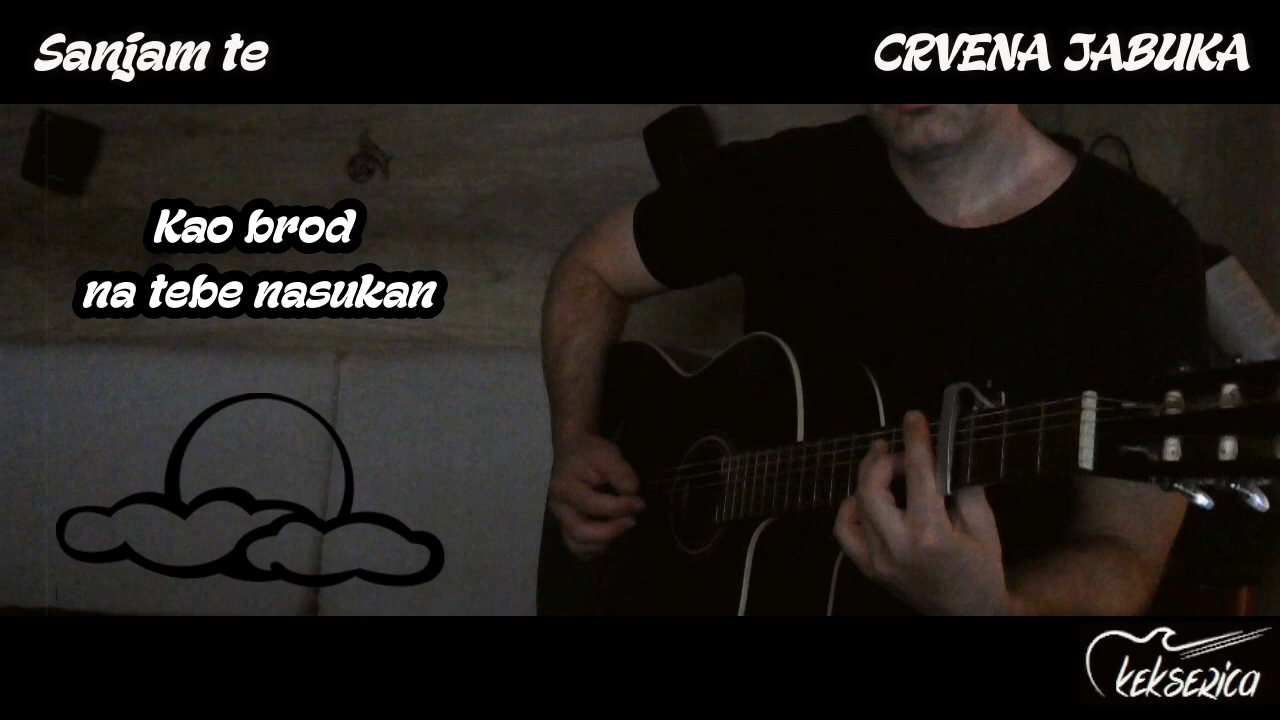 Sanjam te
CRVENA JABUKA
Kao brod
na tebe nasukan
KEKSERICA